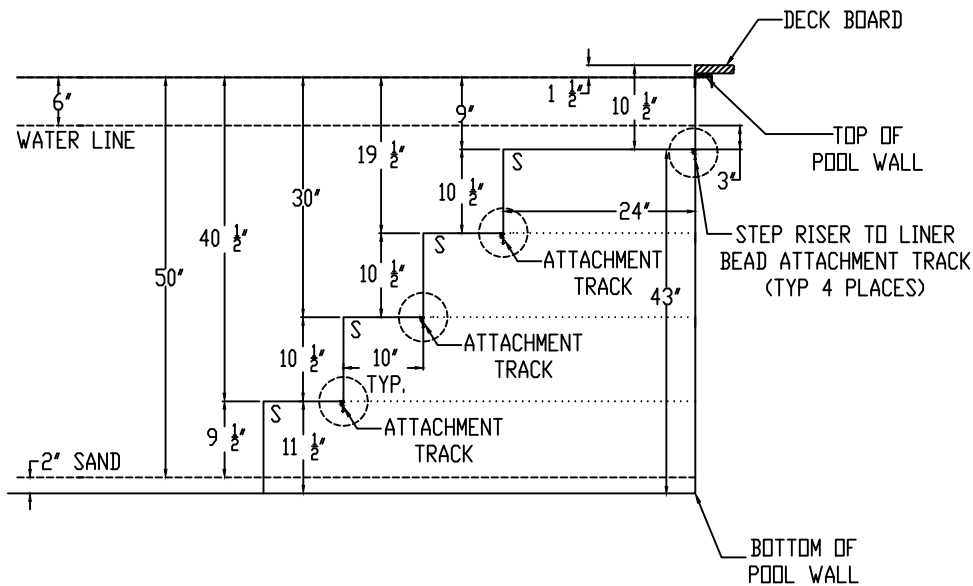 DECK BOARD
1 1/2"
10 1/2"
6"
9"
WATER LINE
TOP OF
POOL WALL
19 1/2"
S
3"
10 1/2"
30"
24"
40 1/2"
S
STEP RISER TO LINER
BEAD ATTACHMENT TRACK
(TYP 4 PLACES)
ATTACHMENT
TRACK
50"
10 1/2"
43"
S
ATTACHMENT
TRACK
10 1/2"
10"
TYP.
S
ATTACHMENT
TRACK
9 1/2"
11 1/2"
2" SAND
BOTTOM OF
POOL WALL